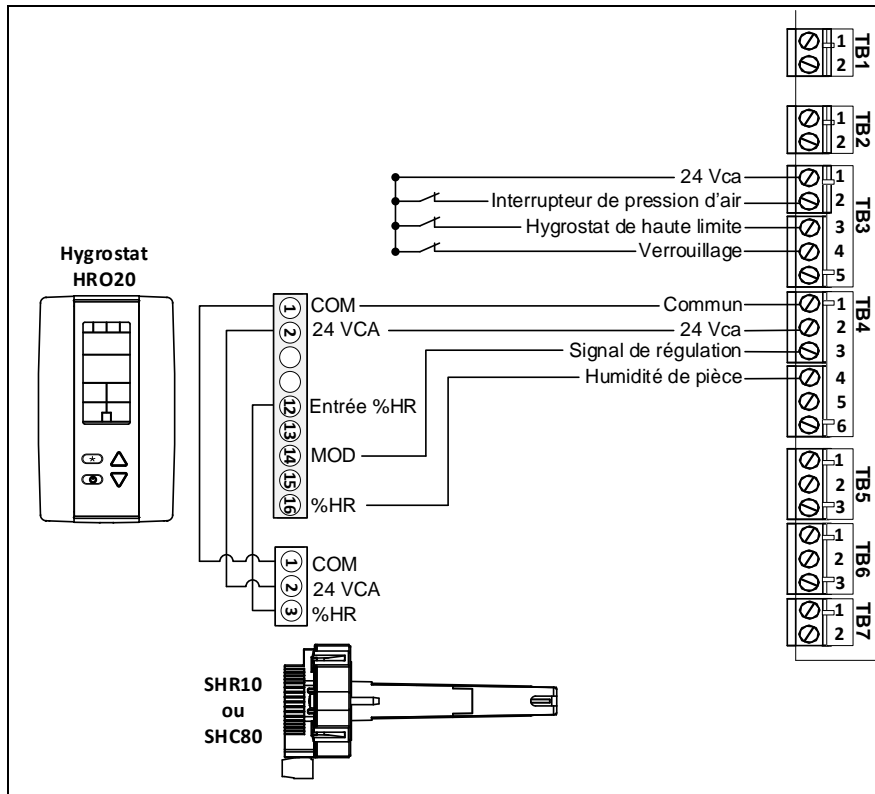 1
2
TB1
1
2
TB2
24 Vca
1
Interrupteur de pression d'air
2
Hygrostat de haute limite
3
Verrouillage
4
5
TB3
Hygrostat
HRO20
1
COM
Commun
1
2
24 VCA
24 Vca
2
Signal de régulation
3
Humidité de pièce
4
12
Entrée %HR
5
13
6
TB4
14
MOD
15
16
%HR
1
2
3
TB5
1
COM
2
24 VCA
3
%HR
1
2
3
TB6
1
2
TB7
SHR10
ou
SHC80